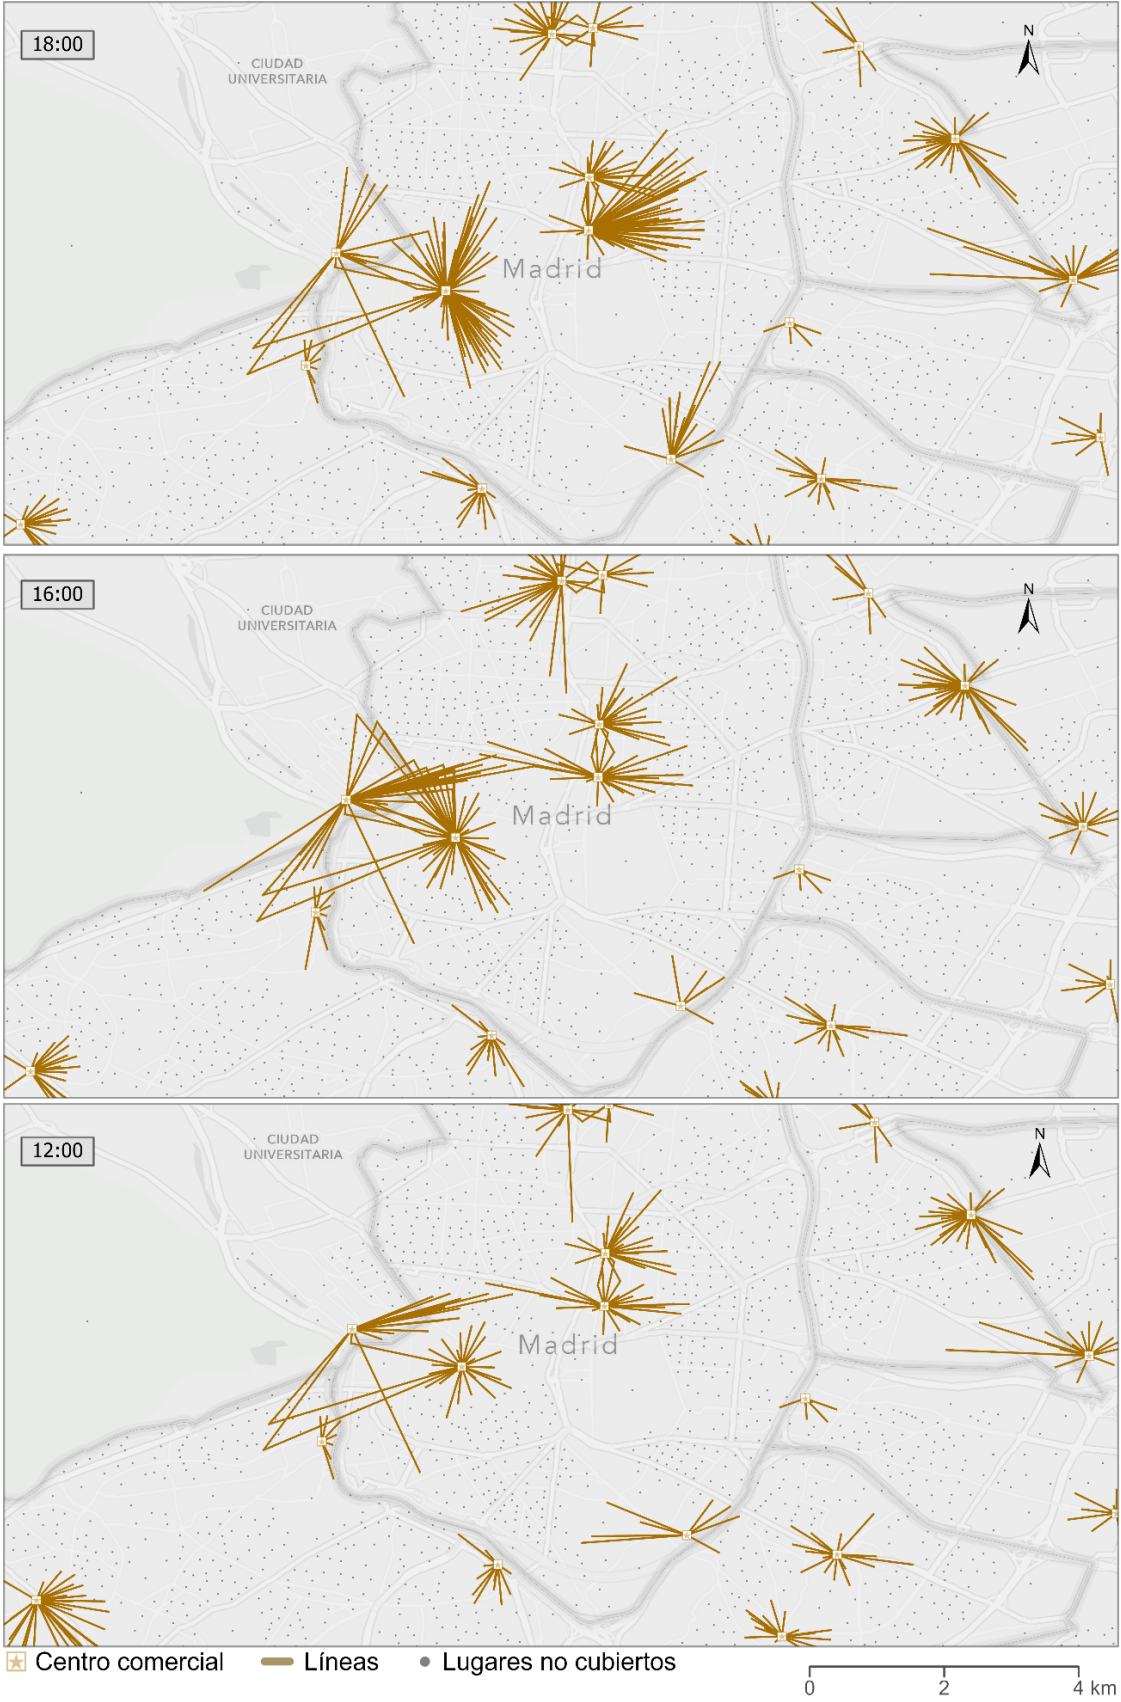 18:00
CIUDAD
UNIVERSITARIA
N
Madrid
16:00
CIUDAD
UNIVERSITARIA
N
Madrid
12:00
CIUDAD
UNIVERSITARIA
N
Madrid
Centro comercial Líneas Lugares no cubiertos
0 2 4 km